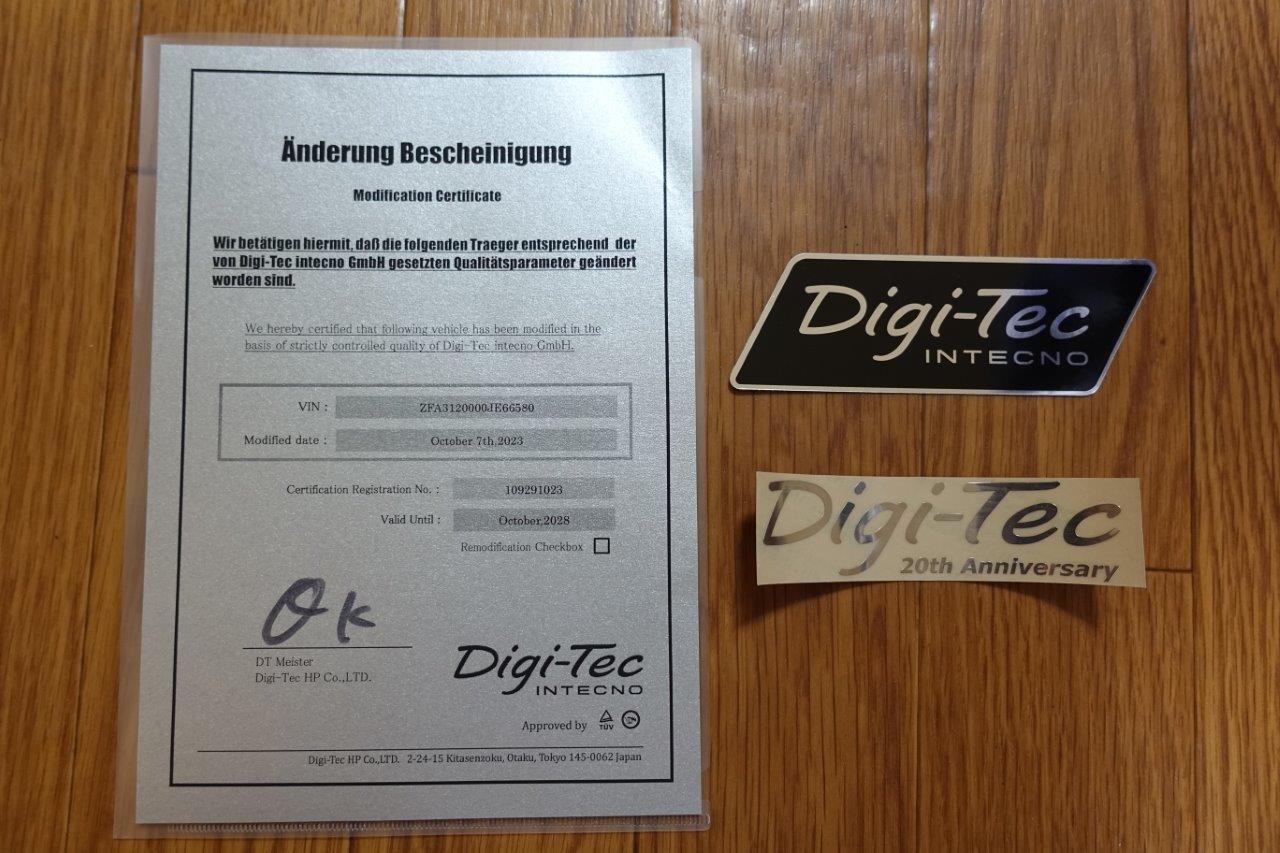 Änderung Bescheinigung
Modification Certificate
Wir betätigen hiermit, daß die folgenden Traeger entsprechend der
von Digi-Tec intecno GmbH gesetzten Qualitätsparameter geändert
worden sind.
We hereby certified that following vehicle has been modified in the
basis of strictly controlled quality of Digi-Tec intecno GmbH.
VIN : ZFA3120000JE66580
Modified date : October 7th,2023
Certification Registration No. : 109291023
Valid Until : October,2028
Remodification Checkbox
OK
DT Meister
Digi-Tec HP Co.,LTD.
Digi-Tec
INTECNO
Approved by TÜV
Digi-Tec HP Co.,LTD. 2-24-15 Kitasenzoku, Otaku, Tokyo 145-0062 Japan
Digi-Tec
INTECNO
Digi-Tec
20th Anniversary